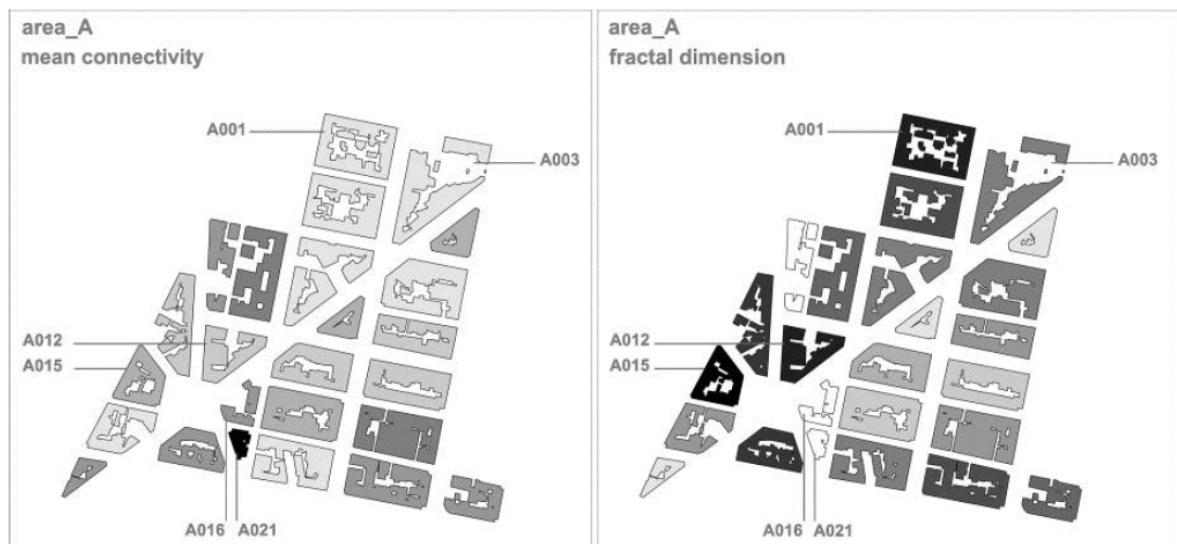 area_A
mean connectivity
A001
A003
A012
A015
A016 A021
area_A
fractal dimension
A001
A003
A012
A015
A016 A021